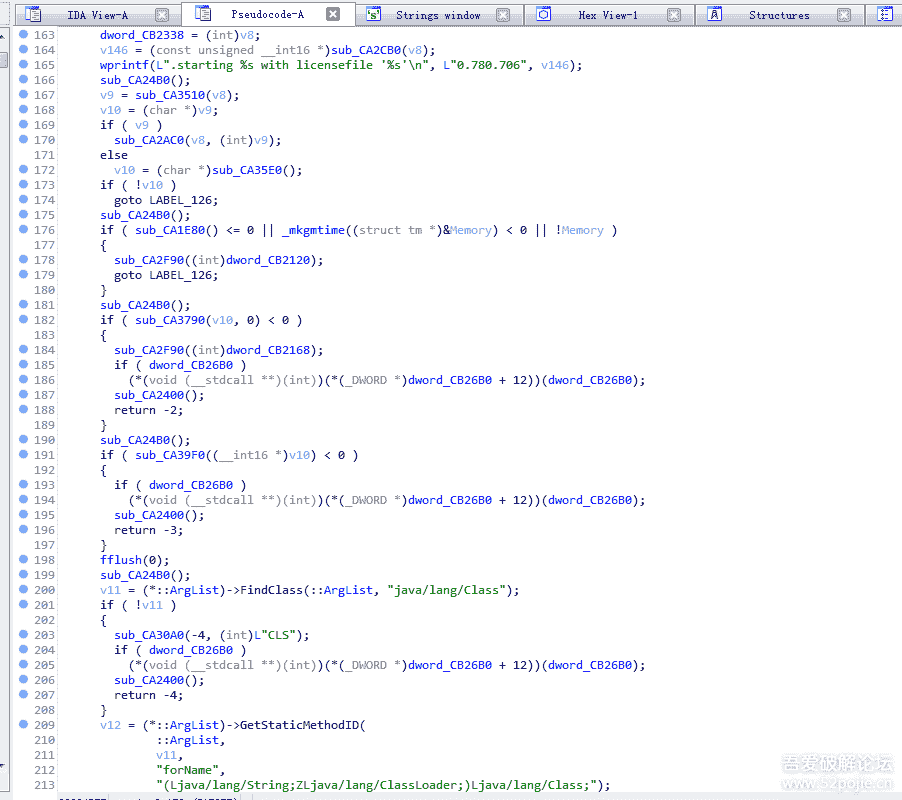 IDA View-A Pseudocode-A Strings window Hex View-1 Structures
163 dword_CB2338 = (int)v8;
164 v146 = (const unsigned __int16 *)sub_CA2CB0(v8);
165 wprintf(L".starting %s with licensefile '%s'\n", L"0.780.706", v146);
166 sub_CA24B0();
167 v9 = sub_CA3510(v8);
168 v10 = (char *)v9;
169 if ( v9 )
170 sub_CA2AC0(v8, (int)v9);
171 else
172 v10 = (char *)sub_CA35E0();
173 if ( !v10 )
174 goto LABEL_126;
175 sub_CA24B0();
176 if ( sub_CA1E80() <= 0 || _mkgmtime((struct tm *)&Memory) < 0 || !Memory )
177 {
178 sub_CA2F90((int)dword_CB2120);
179 goto LABEL_126;
180 }
181 sub_CA24B0();
182 if ( sub_CA3790(v10, 0) < 0 )
183 {
184 sub_CA2F90((int)dword_CB2168);
185 if ( dword_CB26B0 )
186 (*(void (__stdcall **)(int))(*(_DWORD *)dword_CB26B0 + 12))(dword_CB26B0);
187 sub_CA2400();
188 return -2;
189 }
190 sub_CA24B0();
191 if ( sub_CA39F0((__int16 *)v10) < 0 )
192 {
193 if ( dword_CB26B0 )
194 (*(void (__stdcall **)(int))(*(_DWORD *)dword_CB26B0 + 12))(dword_CB26B0);
195 sub_CA2400();
196 return -3;
197 }
198 fflush(0);
199 sub_CA24B0();
200 v11 = (*::ArgList)->FindClass(::ArgList, "java/lang/Class");
201 if ( !v11 )
202 {
203 sub_CA30A0(-4, (int)L"CLS");
204 if ( dword_CB26B0 )
205 (*(void (__stdcall **)(int))(*(_DWORD *)dword_CB26B0 + 12))(dword_CB26B0);
206 sub_CA2400();
207 return -4;
208 }
209 v12 = (*::ArgList)->GetStaticMethodID(
210 ::ArgList,
211 v11,
212 "forName",
213 "(Ljava/lang/String;ZLjava/lang/ClassLoader;)Ljava/lang/Class;");
吾爱破解论坛
www.52pojie.cn